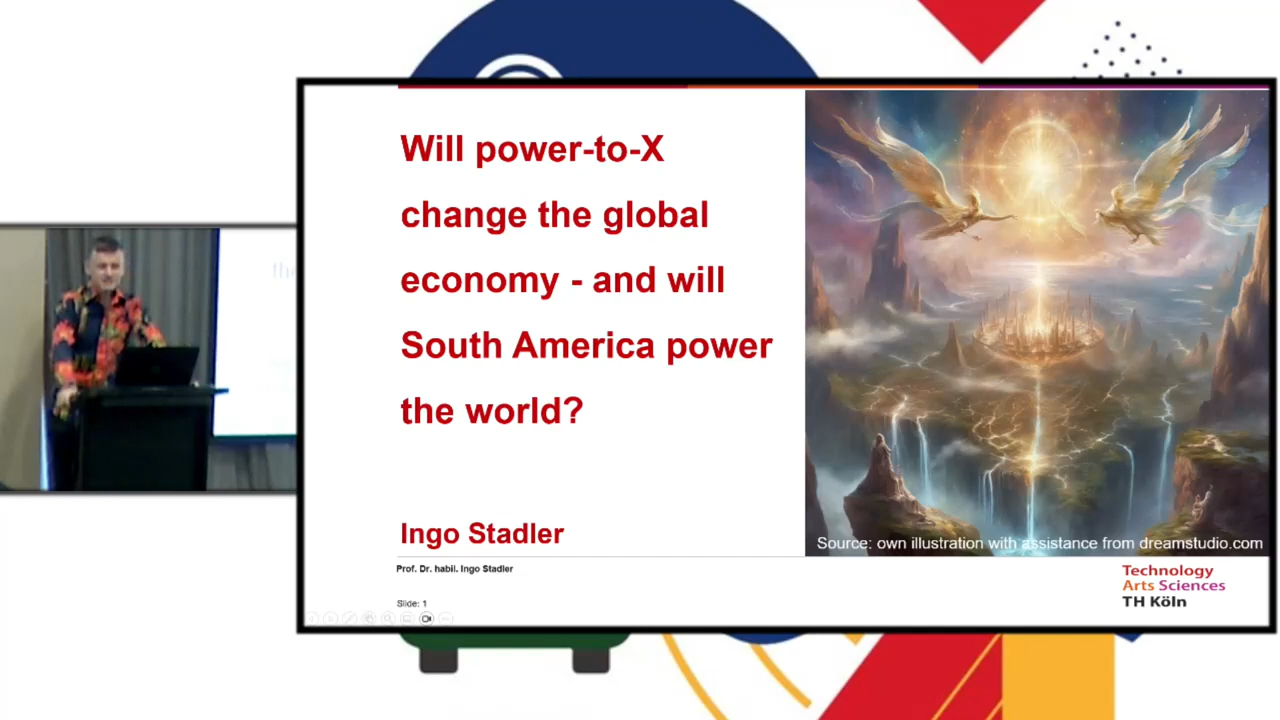 Will power-to-X
change the global
economy - and will
South America power
the world?
Ingo Stadler
Source: own illustration with assistance from dreamstudio.com
Prof. Dr. habil. Ingo Stadler
Slide: 1
Technology
Arts Sciences
TH Köln